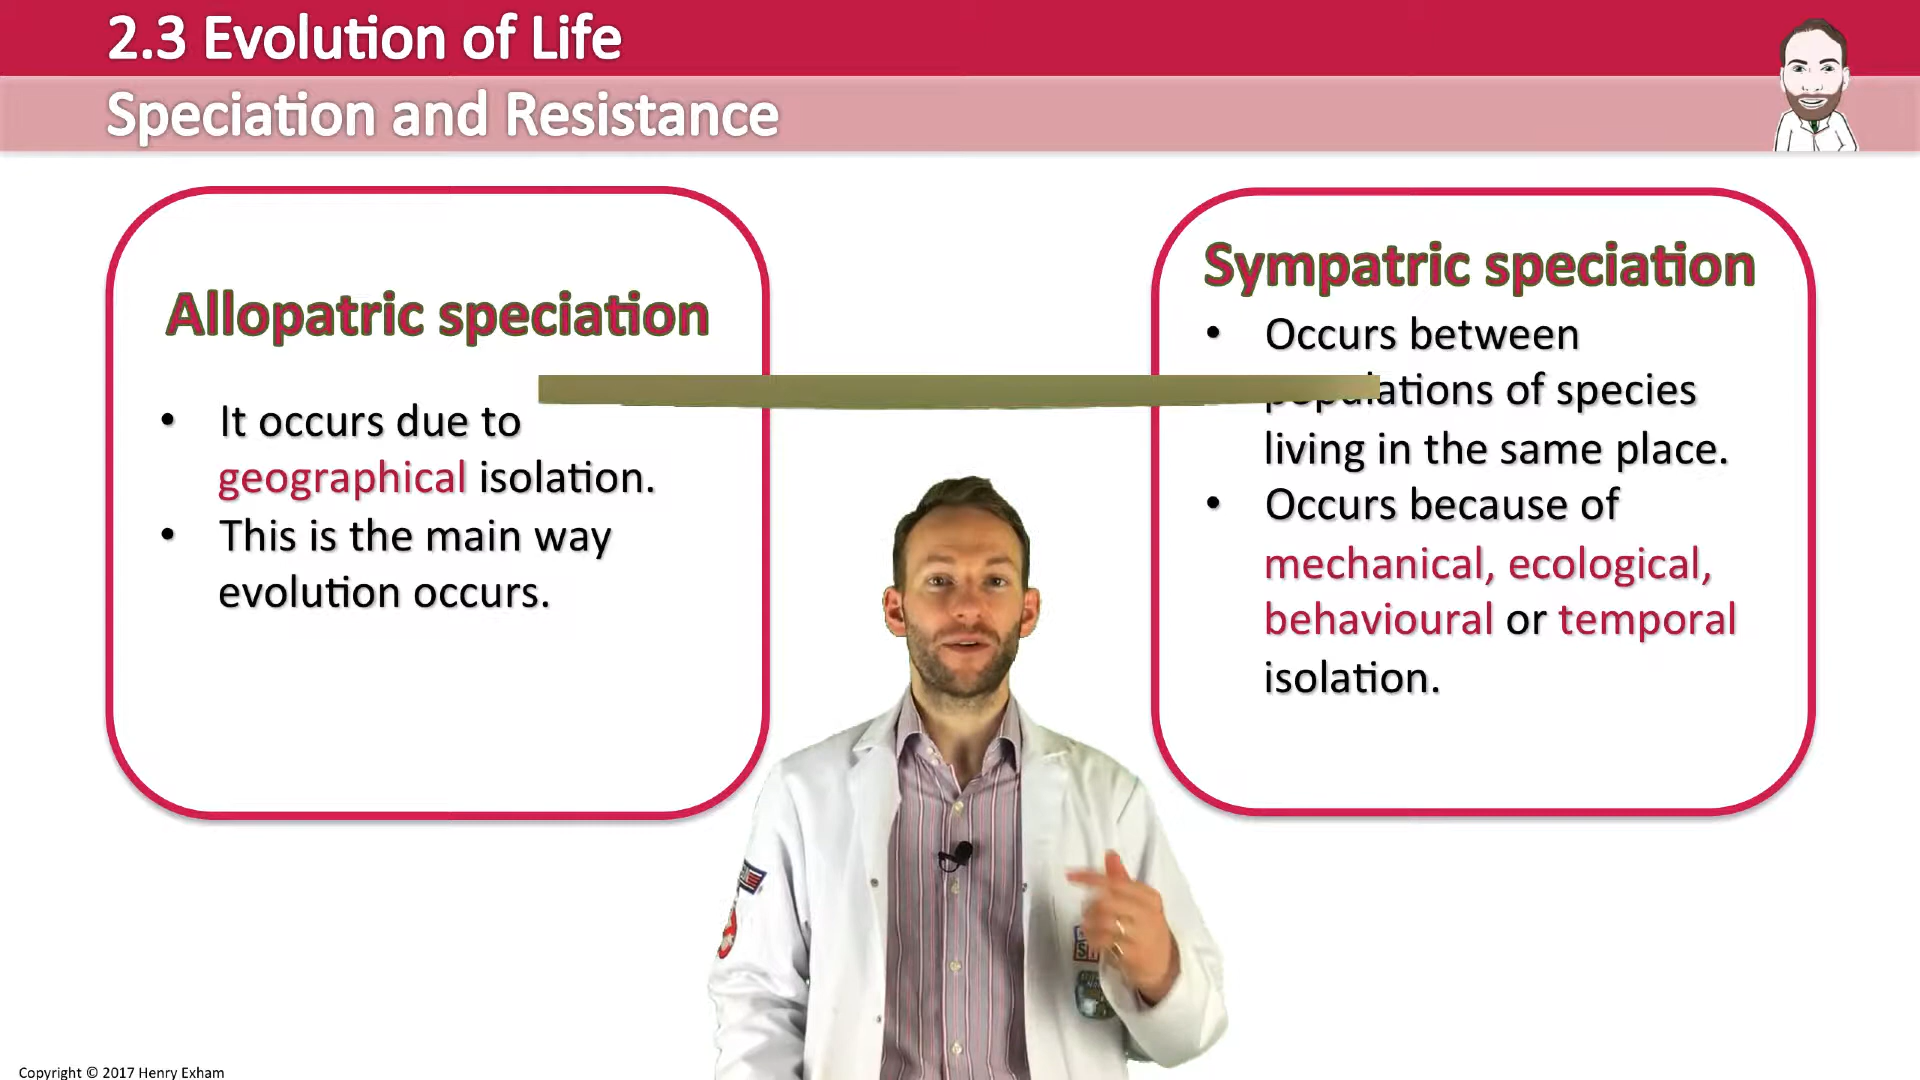 2.3 Evolution of Life
Speciation and Resistance
Allopatric speciation
• It occurs due to
geographical isolation.
• This is the main way
evolution occurs.
Sympatric speciation
• Occurs between
populations of species
living in the same place.
• Occurs because of
mechanical, ecological,
behavioural or temporal
isolation.
Copyright © 2017 Henry Exham